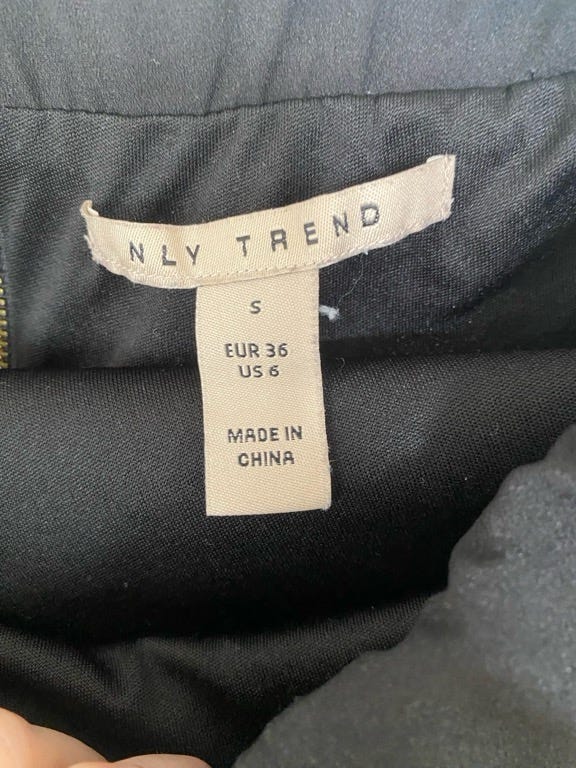 NLY TREND
S
EUR 36
US 6
MADE IN
CHINA